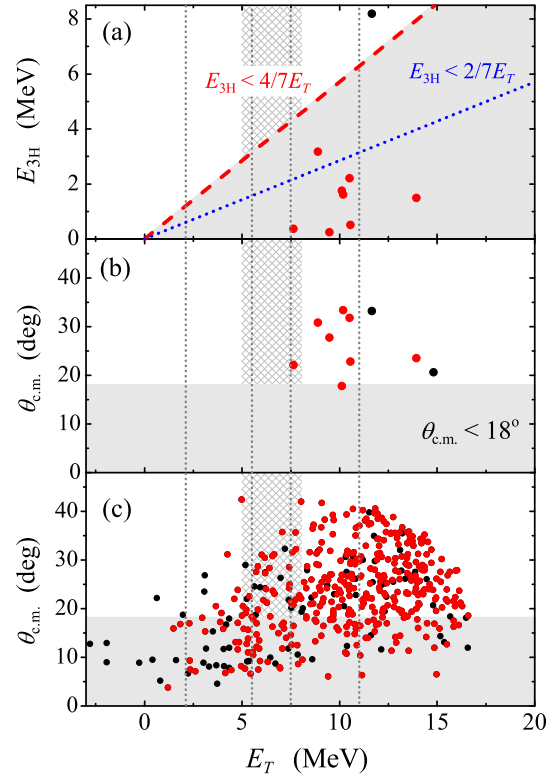 (a)
8
6
4
2
0
E3H (MeV)
E3H < 4/7ET
E3H < 2/7ET
(b)
40
30
20
10
0
θc.m. (deg)
θc.m. < 18°
(c)
40
30
20
10
0
θc.m. (deg)
0 5 10 15 20
ET (MeV)